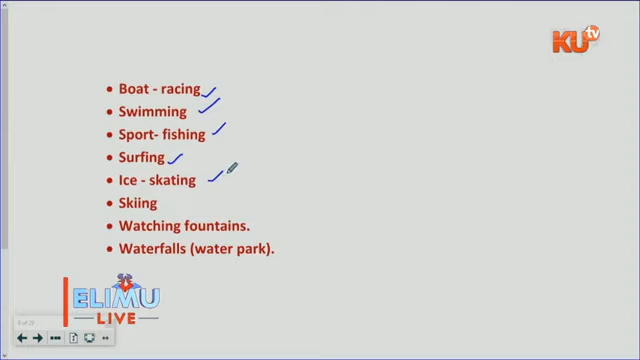 KU tv
• Boat - racing
• Swimming
• Sport- fishing
• Surfing
• Ice - skating
• Skiing
• Watching fountains.
• Waterfalls (water park).
ELIMU
LIVE